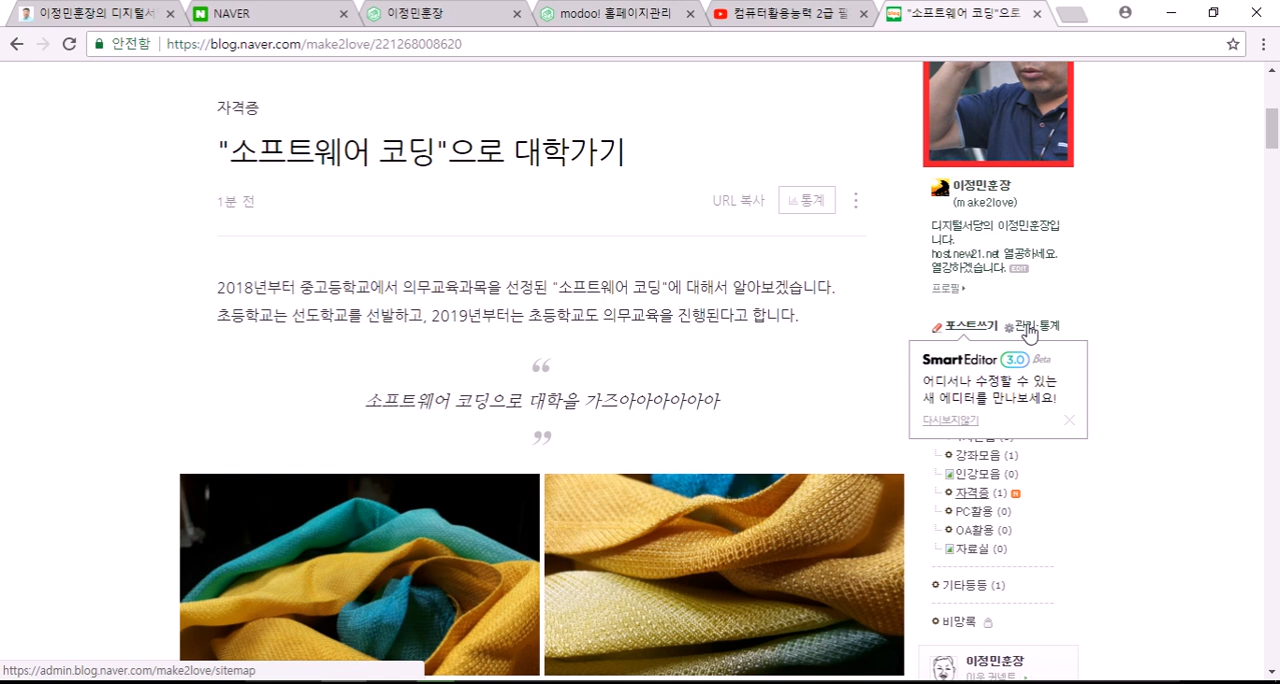 이정민훈장의 디지털서
NAVER
이정민훈장
modoo! 홈페이지관리
컴퓨터활용능력 2급 필
"소프트웨어 코딩"으로
안전함
https://blog.naver.com/make2love/221268008620
자격증
"소프트웨어 코딩"으로 대학가기
1분 전
URL 복사
통계
2018년부터 중고등학교에서 의무교육과목을 선정된 "소프트웨어 코딩"에 대해서 알아보겠습니다.
초등학교는 선도학교를 선발하고, 2019년부터는 초등학교도 의무교육을 진행된다고 합니다.
“
소프트웨어 코딩으로 대학을 가즈아아아아아아
”
이정민훈장
(make2love)
디지털서당의 이정민훈장입
니다.
host.new21.net 열공하세요.
열강하겠습니다. EDIT
프로필
포스트쓰기 관리·통계
SmartEditor 3.0 Beta
어디서나 수정할 수 있는
새 에디터를 만나보세요!
다시보지않기
강좌모음 (1)
인강모음 (0)
자격증 (1) N
PC활용 (0)
OA활용 (0)
자료실 (0)
기타등등 (1)
비망록
이정민훈장
https://admin.blog.naver.com/make2love/sitemap